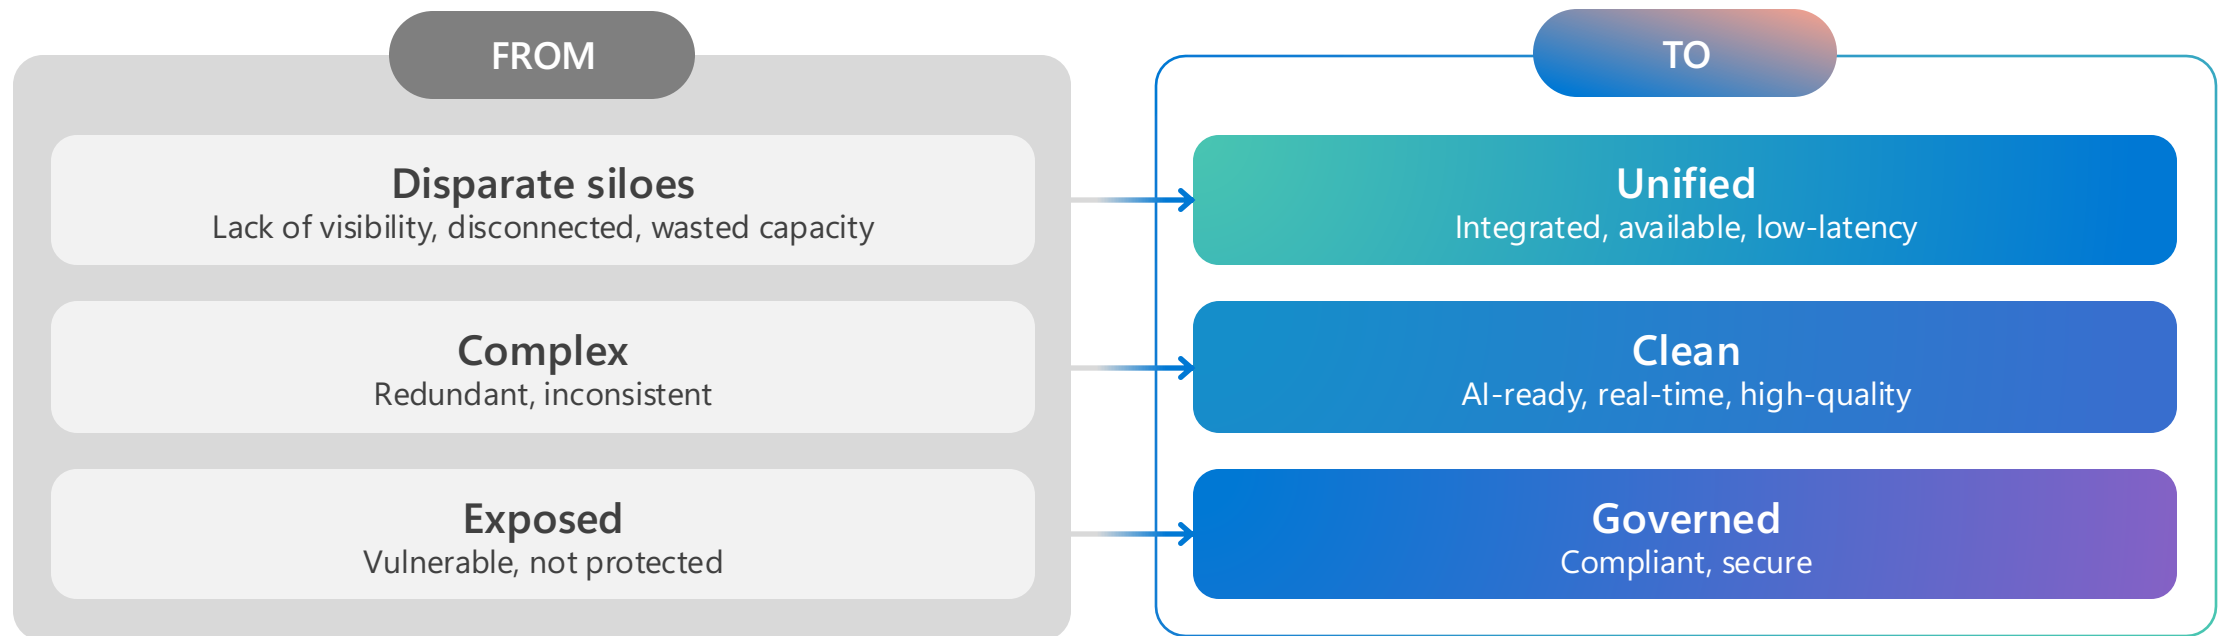 FROM
Disparate siloes
Lack of visibility, disconnected, wasted capacity
Complex
Redundant, inconsistent
Exposed
Vulnerable, not protected
TO
Unified
Integrated, available, low-latency
Clean
AI-ready, real-time, high-quality
Governed
Compliant, secure